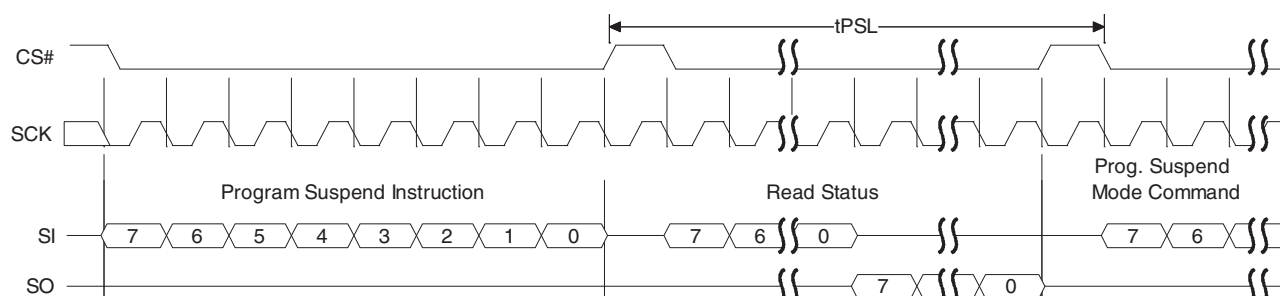 tPSL
CS#
SCK
Prog. Suspend
Program Suspend Instruction Read Status Mode Command
SI 7 6 5 4 3 2 1 0 7 6 0 7 6
SO 7 0